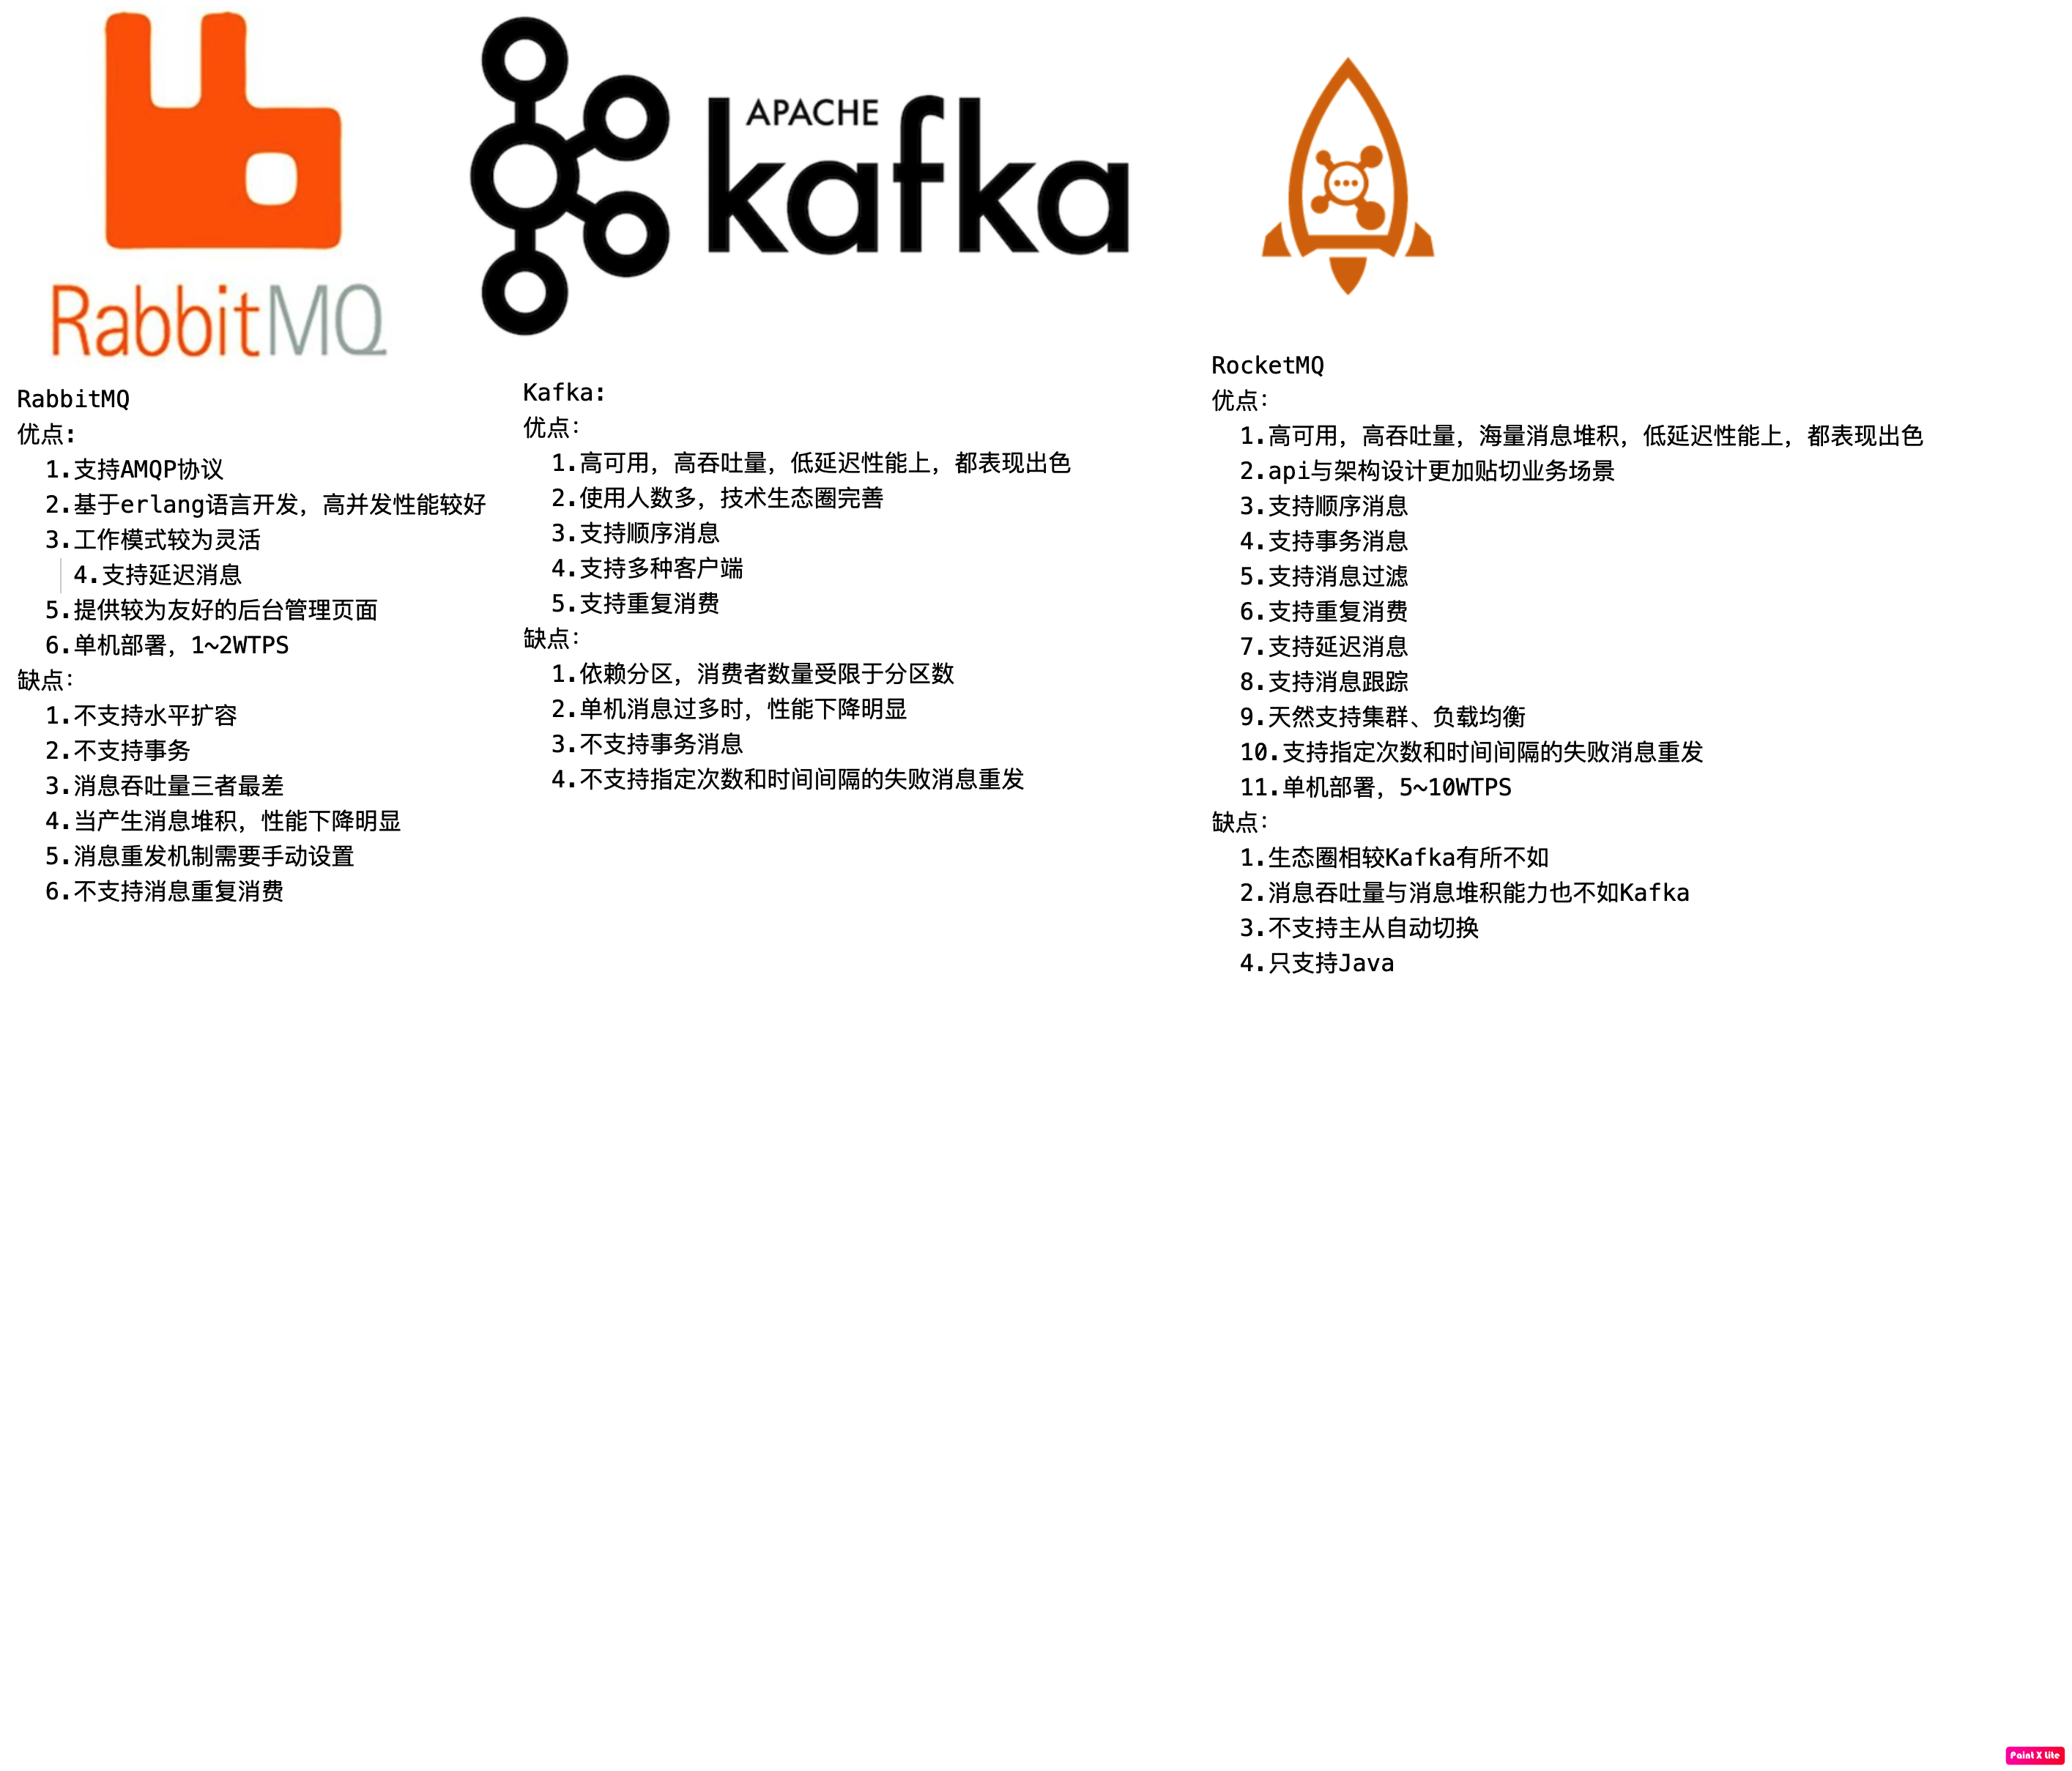 RabbitMQ
APACHE
kafka
RabbitMQ
优点:
1.支持AMQP协议
2.基于erlang语言开发，高并发性能较好
3.工作模式较为灵活
4.支持延迟消息
5.提供较为友好的后台管理页面
6.单机部署，1~2WTPS
缺点：
1.不支持水平扩容
2.不支持事务
3.消息吞吐量三者最差
4.当产生消息堆积，性能下降明显
5.消息重发机制需要手动设置
6.不支持消息重复消费
Kafka:
优点：
1.高可用，高吞吐量，低延迟性能上，都表现出色
2.使用人数多，技术生态圈完善
3.支持顺序消息
4.支持多种客户端
5.支持重复消费
缺点：
1.依赖分区，消费者数量受限于分区数
2.单机消息过多时，性能下降明显
3.不支持事务消息
4.不支持指定次数和时间间隔的失败消息重发
RocketMQ
优点：
1.高可用，高吞吐量，海量消息堆积，低延迟性能上，都表现出色
2.api与架构设计更加贴切业务场景
3.支持顺序消息
4.支持事务消息
5.支持消息过滤
6.支持重复消费
7.支持延迟消息
8.支持消息跟踪
9.天然支持集群、负载均衡
10.支持指定次数和时间间隔的失败消息重发
11.单机部署，5~10WTPS
缺点：
1.生态圈相较Kafka有所不如
2.消息吞吐量与消息堆积能力也不如Kafka
3.不支持主从自动切换
4.只支持Java
Paint X Lite